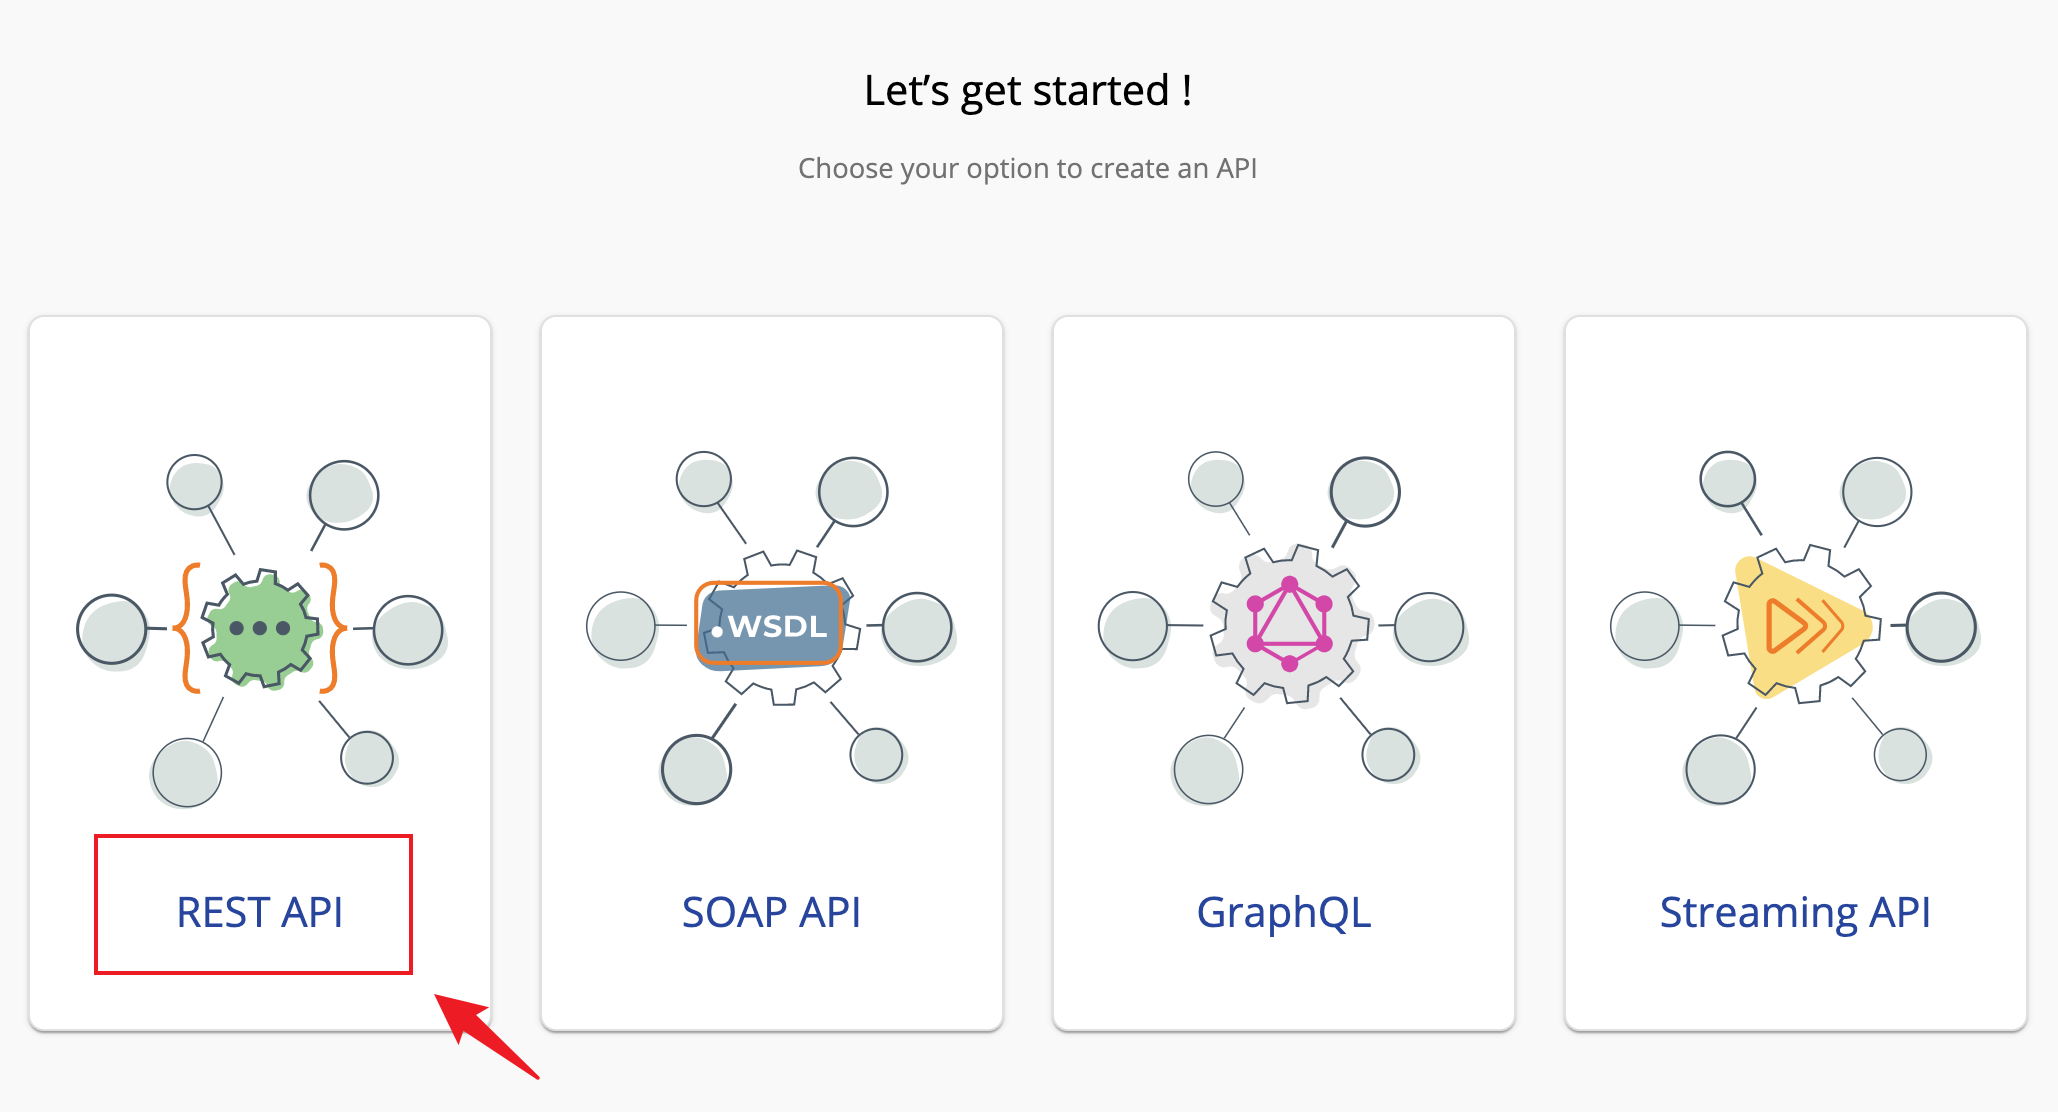 Let’s get started !
Choose your option to create an API
.WSDL
REST API
SOAP API
GraphQL
Streaming API